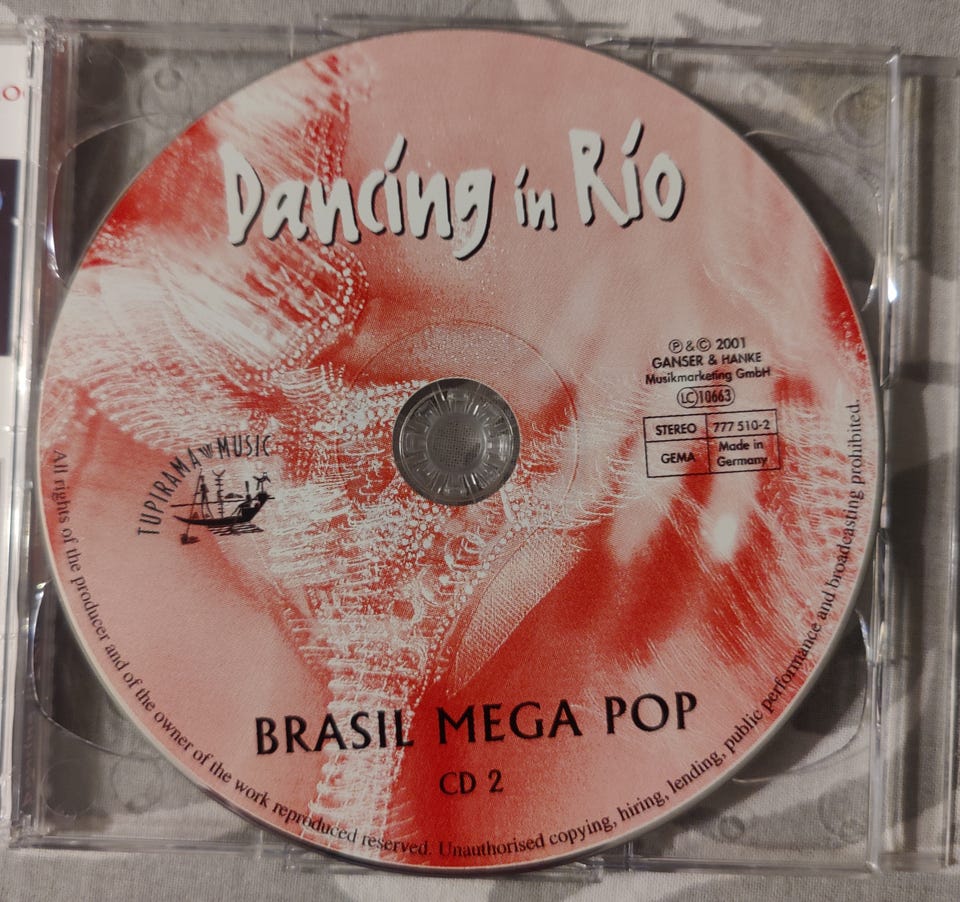 Dancing in Rio
℗ & © 2001
GANSER & HANKE
Musikmarketing GmbH
LC 10663
STEREO 777 510-2
GEMA Made in Germany
TUPIRAMA MUSIC
BRASIL MEGA POP
CD 2
All rights of the producer and of the owner of the work reproduced reserved. Unauthorised copying, hiring, lending, public performance and broadcasting prohibited.